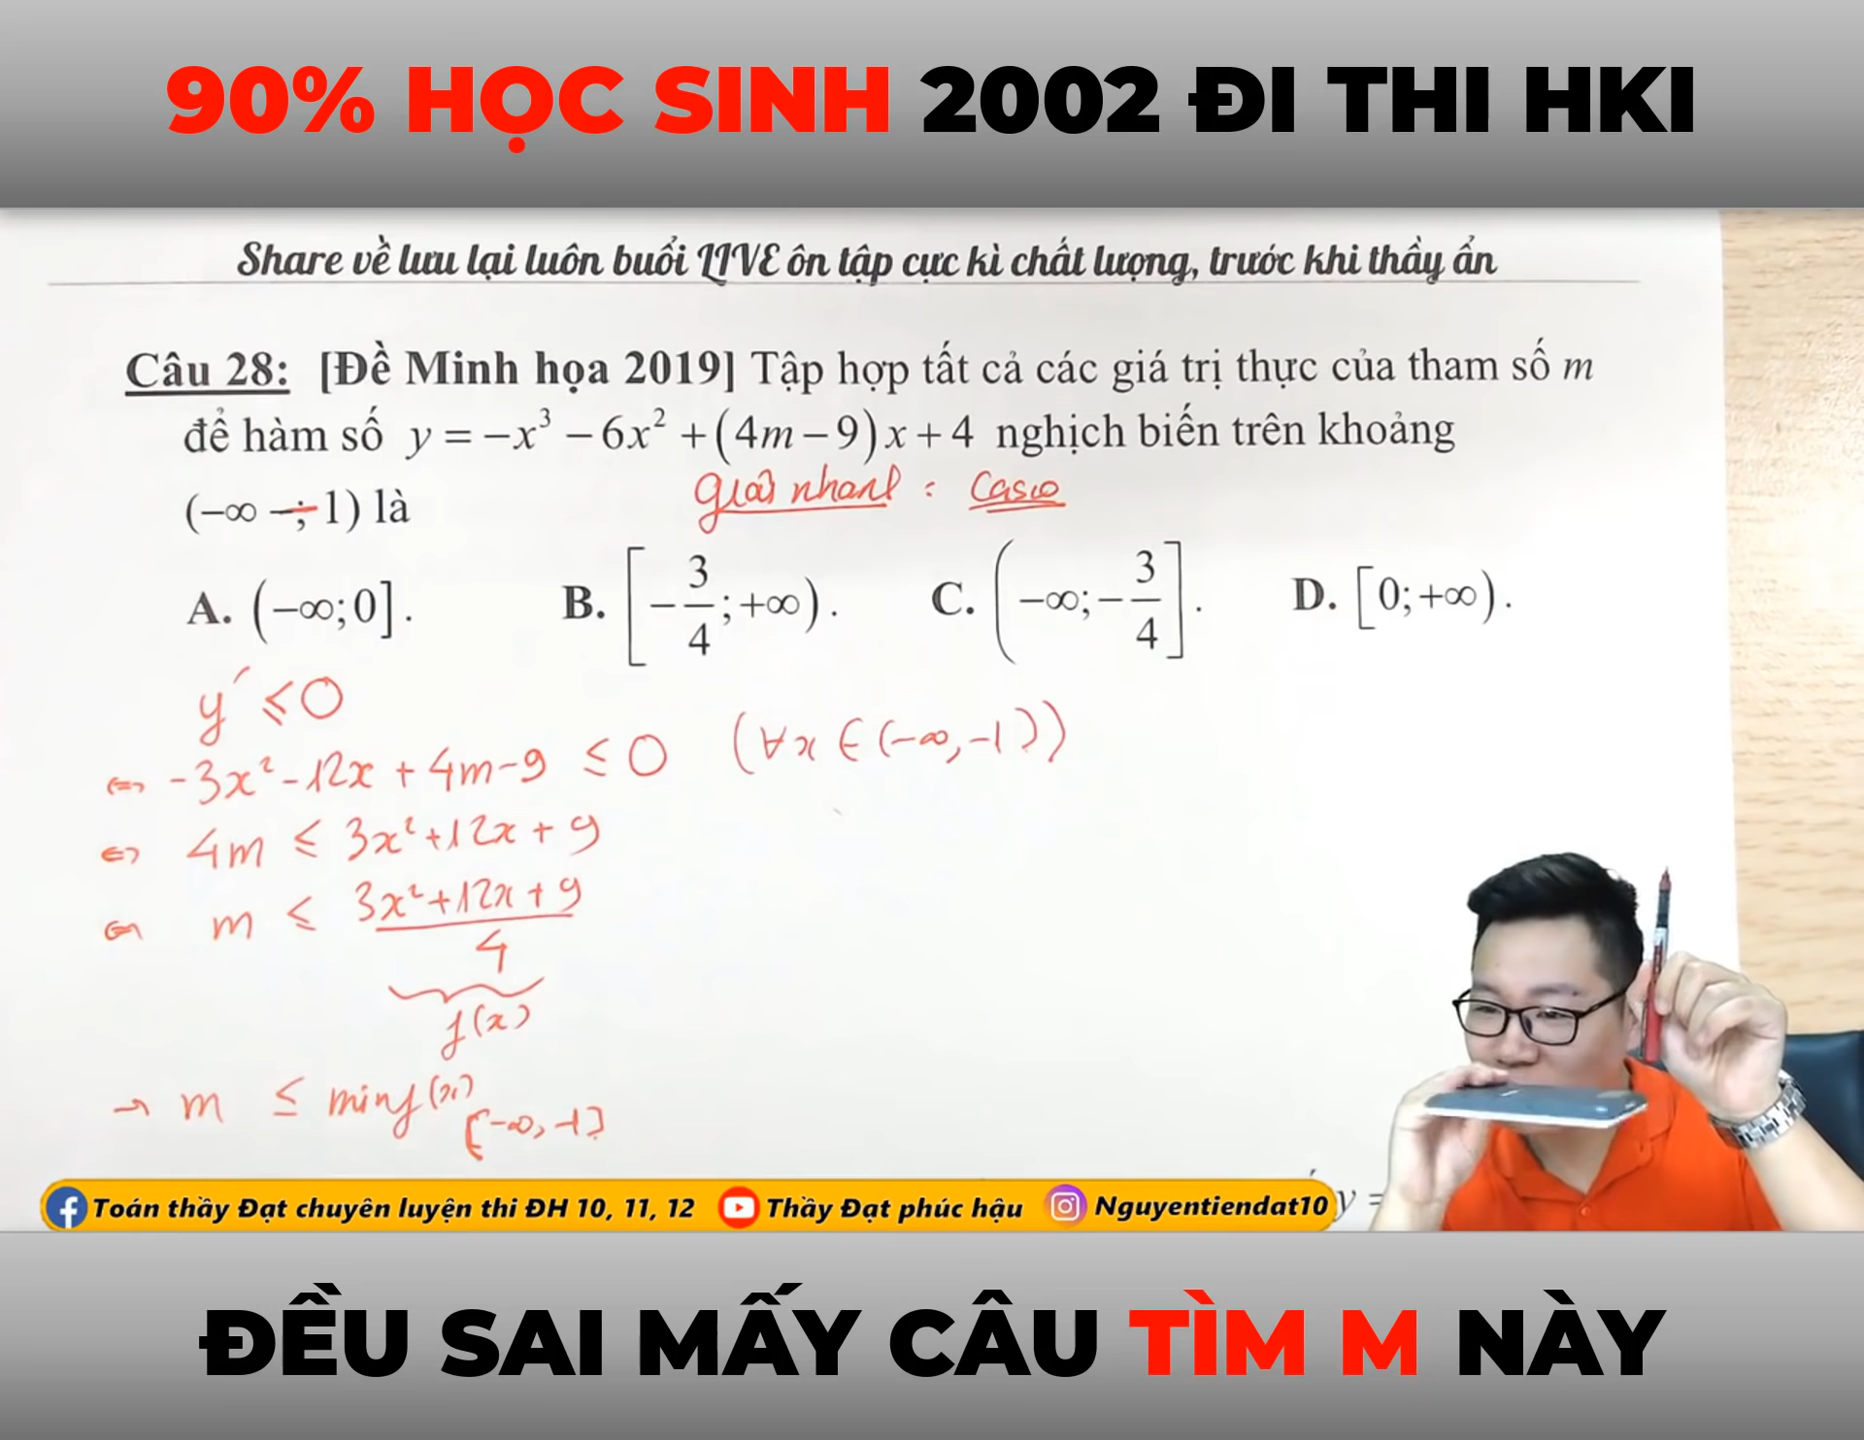 90% HỌC SINH 2002 ĐI THI HKI
Share về lưu lại luôn buổi LIVE ôn tập cực kì chất lượng, trước khi thầy ẩn
Câu 28: [Đề Minh họa 2019] Tập hợp tất cả các giá trị thực của tham số m
để hàm số y = −x³ − 6x² + (4m − 9)x + 4 nghịch biến trên khoảng
(−∞ −; 1) là
giải nhanh : Casio
A. (−∞; 0]. B. [−3/4; +∞). C. (−∞; −3/4]. D. [0; +∞).
y' ≤ 0
⇔ -3x² - 12x + 4m - 9 ≤ 0 (∀x ∈ (-∞, -1))
⇔ 4m ≤ 3x² + 12x + 9
⇔ m ≤ (3x² + 12x + 9)/4
f(x)
→ m ≤ min f(x)
[-∞, -1]
Toán thầy Đạt chuyên luyện thi ĐH 10, 11, 12 Thầy Đạt phúc hậu Nguyentiendat10 y =
ĐỀU SAI MẤY CÂU TÌM M NÀY